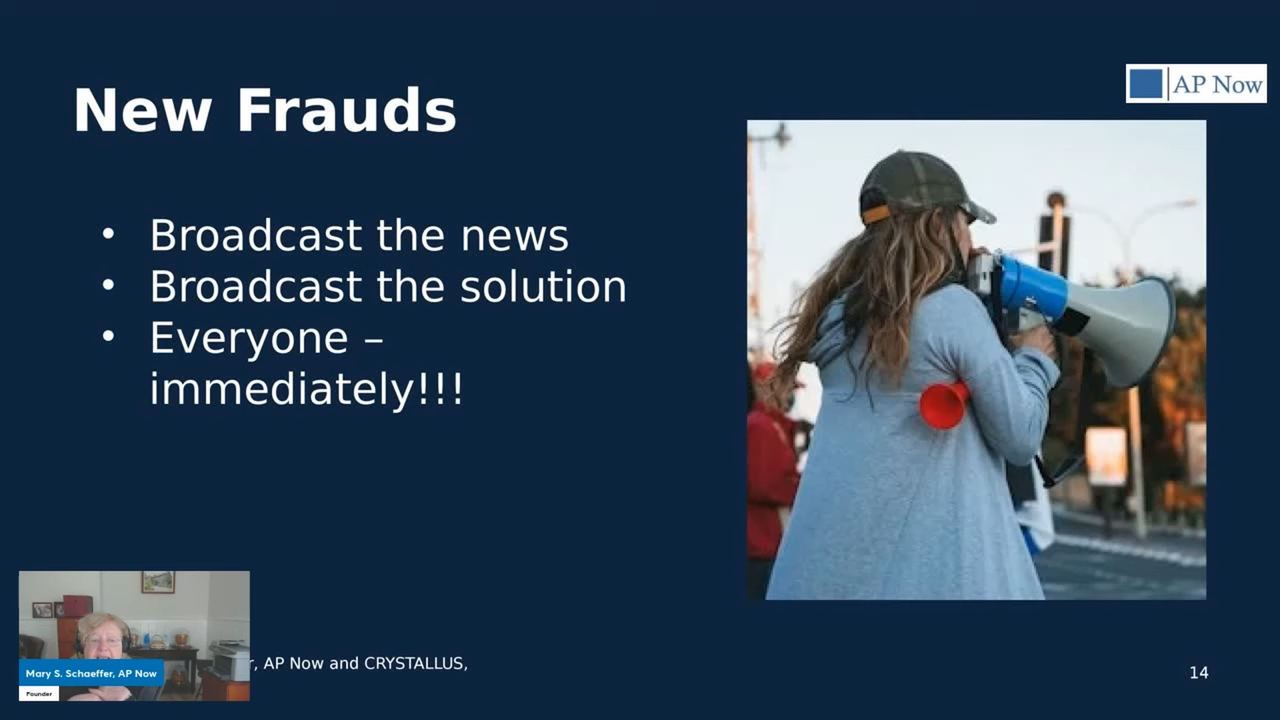 AP Now
New Frauds
• Broadcast the news
• Broadcast the solution
• Everyone –
immediately!!!
Mary S. Schaeffer, AP Now
Founder
r, AP Now and CRYSTALLUS,
14